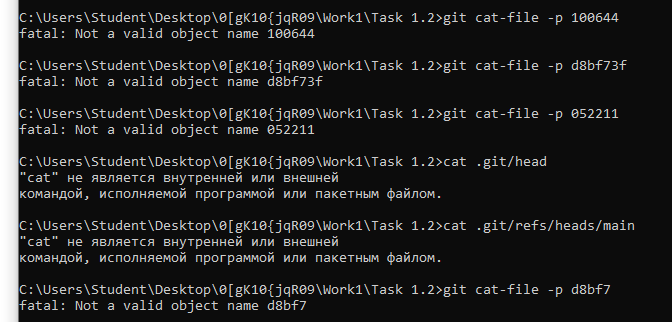 C:\Users\Student\Desktop\0[gK10{jqR09\Work1\Task 1.2>git cat-file -p 100644
fatal: Not a valid object name 100644
C:\Users\Student\Desktop\0[gK10{jqR09\Work1\Task 1.2>git cat-file -p d8bf73f
fatal: Not a valid object name d8bf73f
C:\Users\Student\Desktop\0[gK10{jqR09\Work1\Task 1.2>git cat-file -p 052211
fatal: Not a valid object name 052211
C:\Users\Student\Desktop\0[gK10{jqR09\Work1\Task 1.2>cat .git/head
"cat" не является внутренней или внешней
командой, исполняемой программой или пакетным файлом.
C:\Users\Student\Desktop\0[gK10{jqR09\Work1\Task 1.2>cat .git/refs/heads/main
"cat" не является внутренней или внешней
командой, исполняемой программой или пакетным файлом.
C:\Users\Student\Desktop\0[gK10{jqR09\Work1\Task 1.2>git cat-file -p d8bf7
fatal: Not a valid object name d8bf7